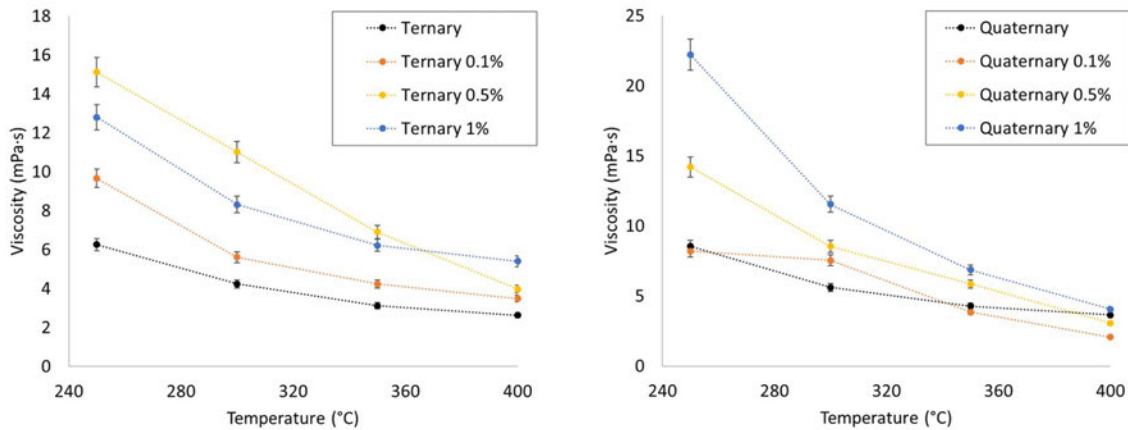 18
16
14
12
10
8
6
4
2
0
Viscosity (mPa·s)
Ternary
Ternary 0.1%
Ternary 0.5%
Ternary 1%
240 280 320 360 400
Temperature (°C)
25
20
15
10
5
0
Viscosity (mPa·s)
Quaternary
Quaternary 0.1%
Quaternary 0.5%
Quaternary 1%
240 280 320 360 400
Temperature (°C)